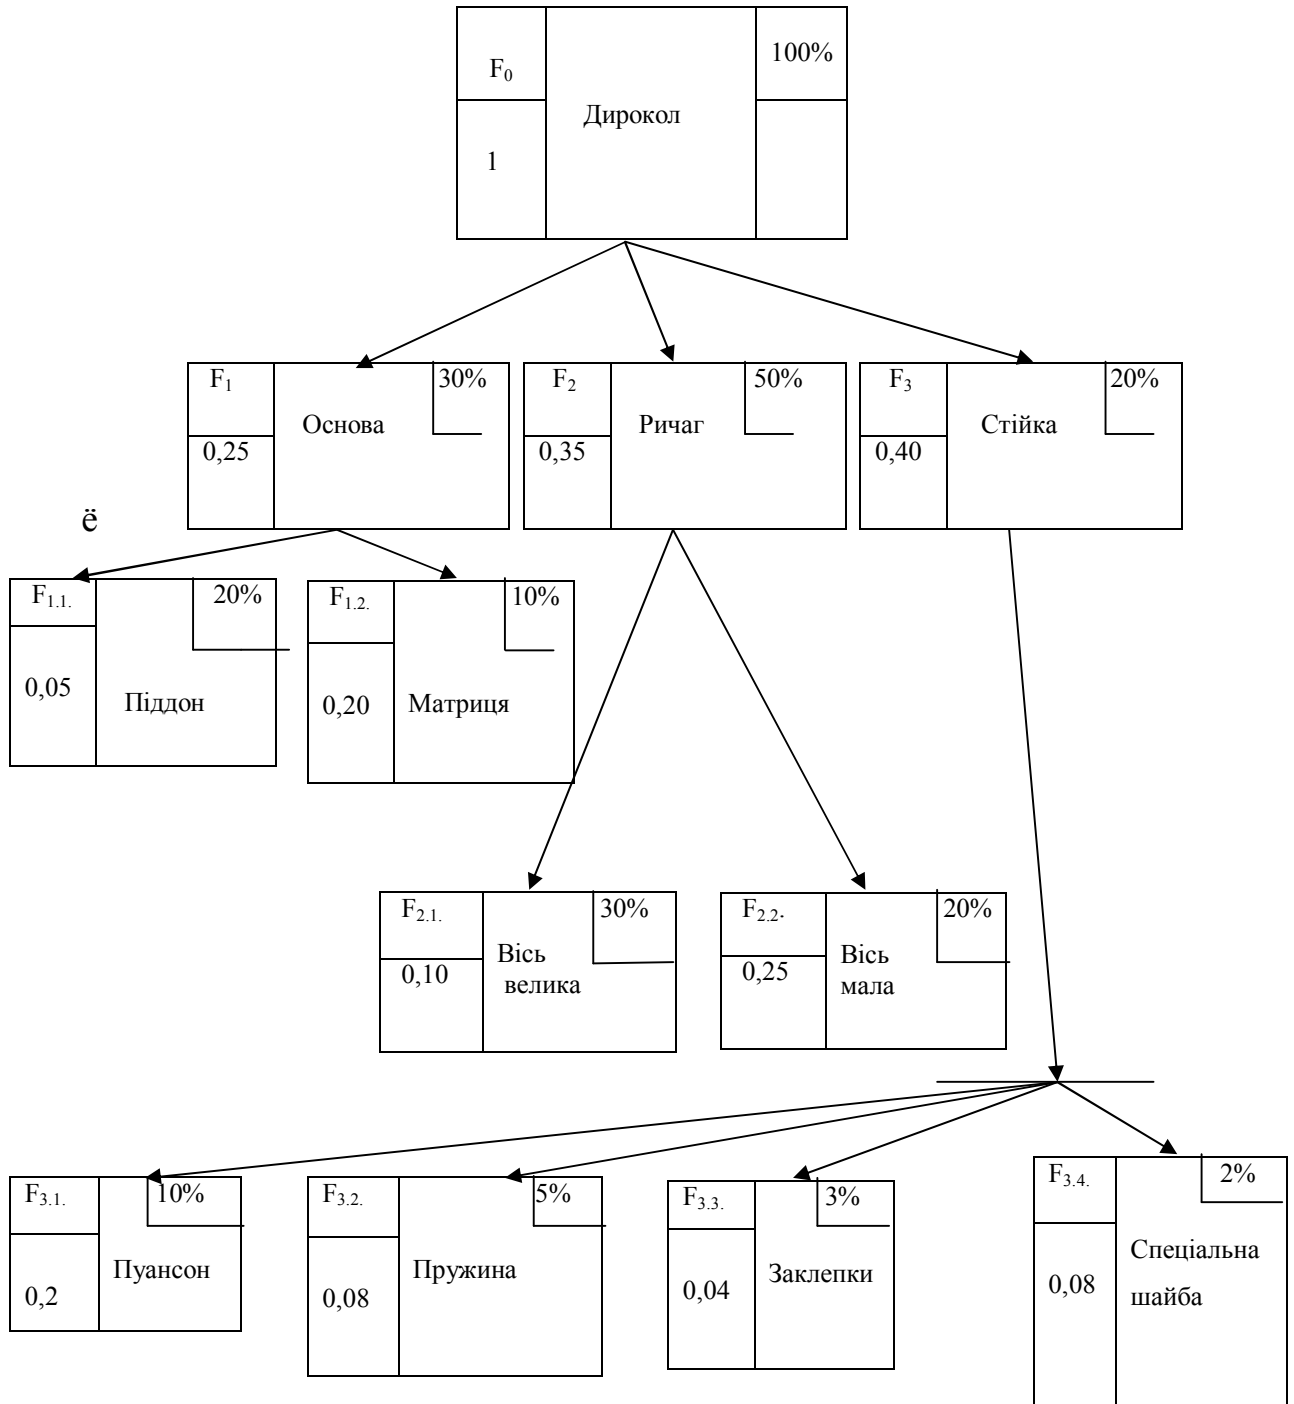 F₀
100%
Дирокол
1
F₁
30%
Основа
0,25
F₂
50%
Ричаг
0,35
F₃
20%
Стійка
0,40
ё
F₁.₁.
20%
0,05
Піддон
F₁.₂.
10%
0,20
Матриця
F₂.₁.
30%
Вісь
велика
0,10
F₂.₂.
20%
Вісь
мала
0,25
F₃.₁.
10%
Пуансон
0,2
F₃.₂.
5%
Пружина
0,08
F₃.₃.
3%
Заклепки
0,04
F₃.₄.
2%
Спеціальна
шайба
0,08